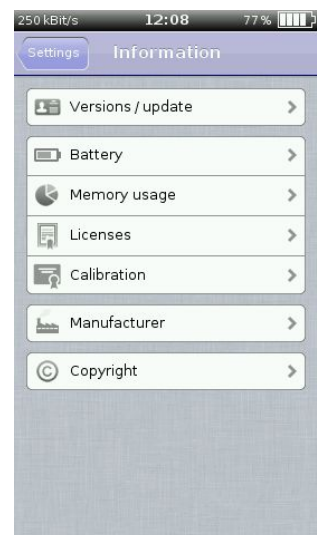 250 kBit/s 12:08 77%
Settings Information
Versions / update
Battery
Memory usage
Licenses
Calibration
Manufacturer
© Copyright